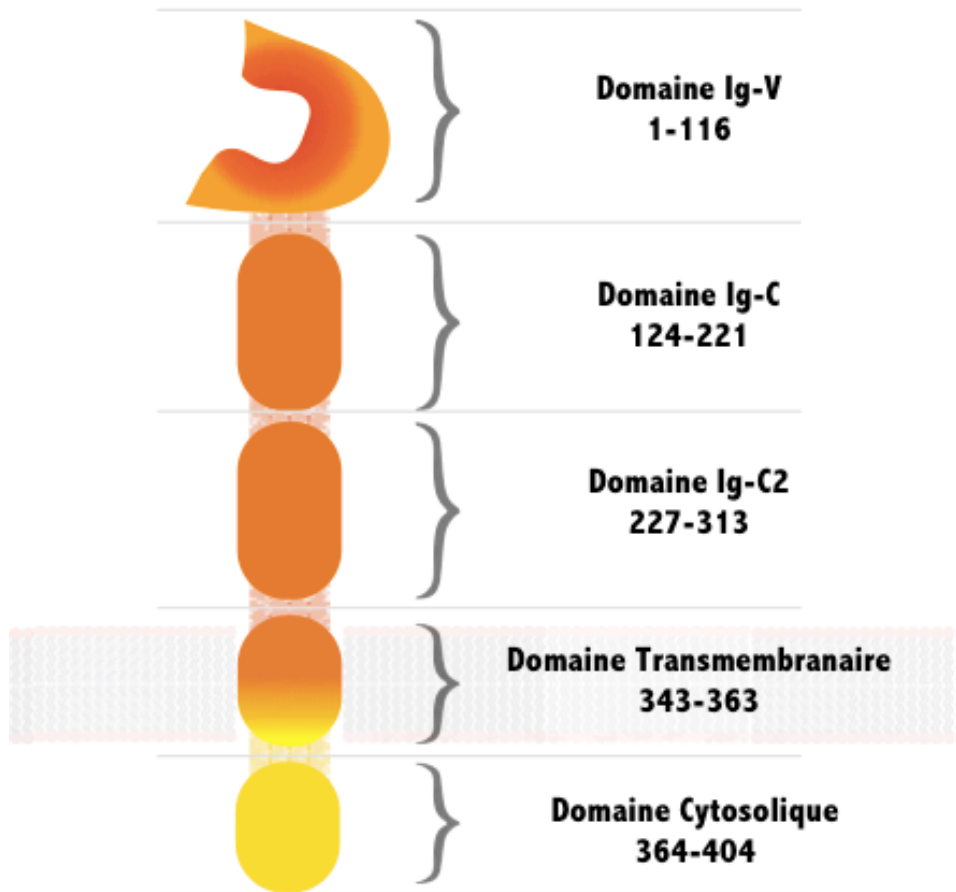 Domaine Ig-V
1-116
Domaine Ig-C
124-221
Domaine Ig-C2
227-313
Domaine Transmembranaire
343-363
Domaine Cytosolique
364-404